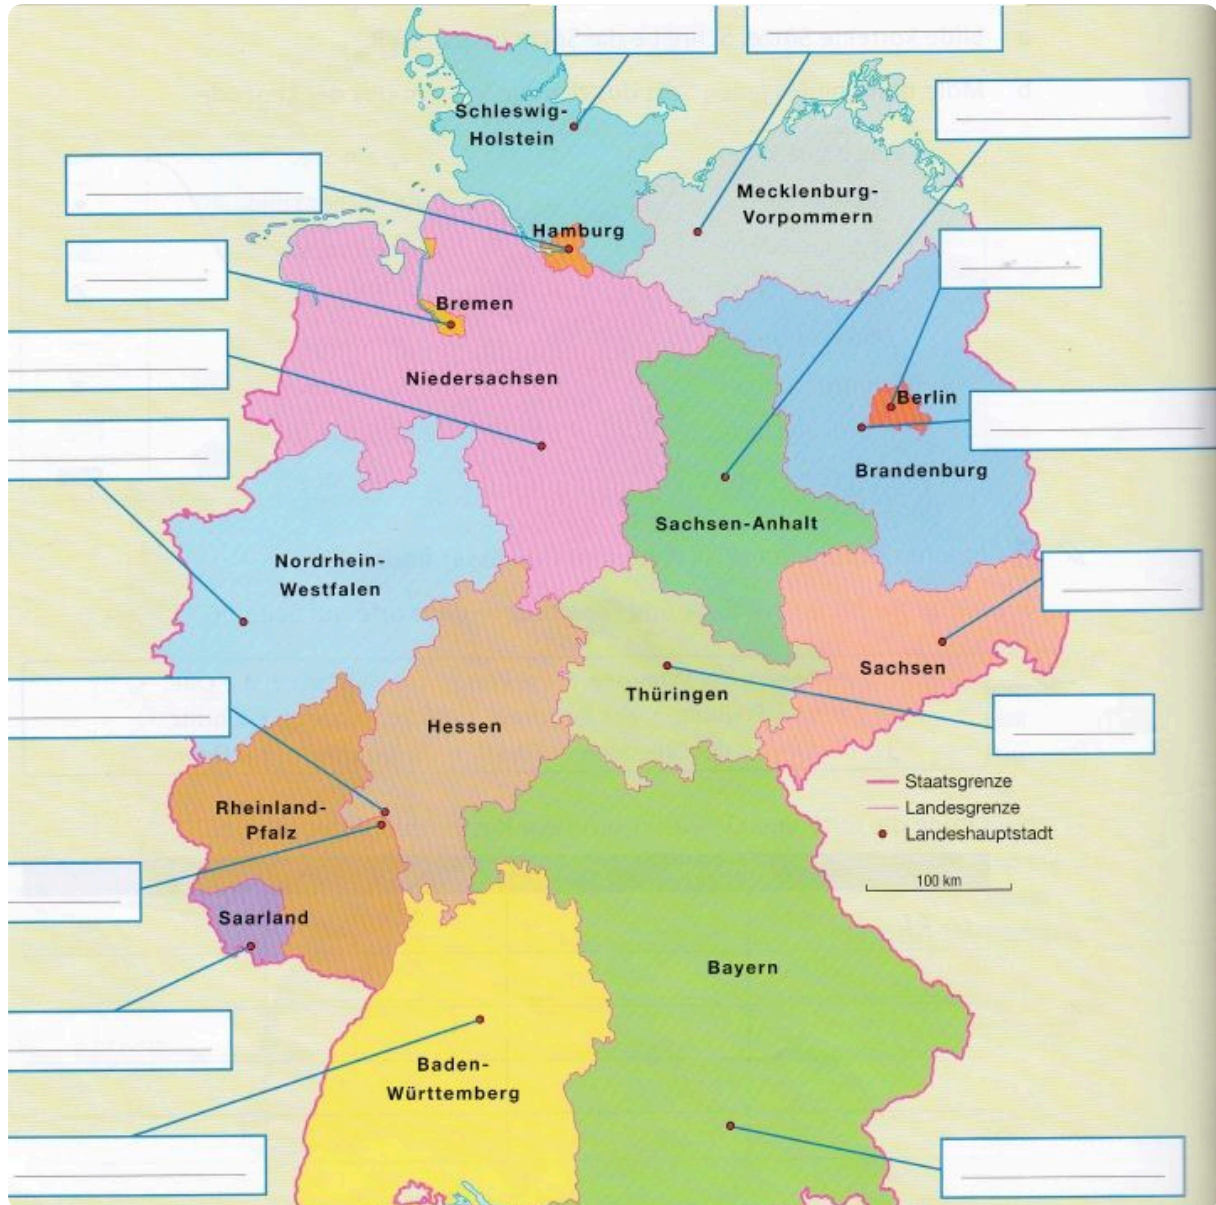 Schleswig-
Holstein
Mecklenburg-
Vorpommern
Hamburg
Bremen
Niedersachsen
Berlin
Brandenburg
Sachsen-Anhalt
Nordrhein-
Westfalen
Sachsen
Thüringen
Hessen
Staatsgrenze
Landesgrenze
Landeshauptstadt
Rheinland-
Pfalz
100 km
Saarland
Bayern
Baden-
Württemberg